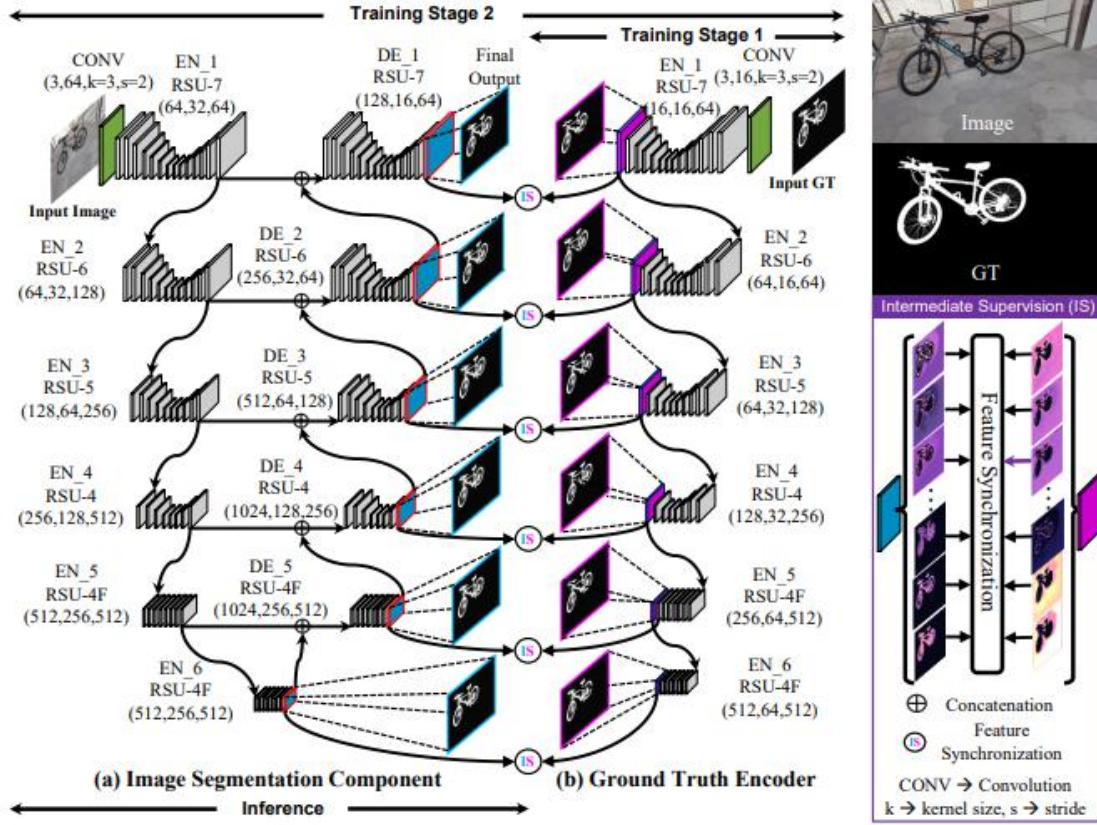 Training Stage 2
Training Stage 1
CONV
(3,64,k=3,s=2)
EN_1
RSU-7
(64,32,64)
DE_1
RSU-7
(128,16,64)
Final
Output
EN_1
RSU-7
(16,16,64)
CONV
(3,16,k=3,s=2)
Input Image
IS
Input GT
EN_2
RSU-6
(64,32,128)
DE_2
RSU-6
(256,32,64)
IS
EN_2
RSU-6
(64,16,64)
EN_3
RSU-5
(128,64,256)
DE_3
RSU-5
(512,64,128)
IS
EN_3
RSU-5
(64,32,128)
EN_4
RSU-4
(256,128,512)
DE_4
RSU-4
(1024,128,256)
IS
EN_4
RSU-4
(128,32,256)
EN_5
RSU-4F
(512,256,512)
DE_5
RSU-4F
(1024,256,512)
IS
EN_5
RSU-4F
(256,64,512)
EN_6
RSU-4F
(512,256,512)
IS
EN_6
RSU-4F
(512,64,512)
(a) Image Segmentation Component
(b) Ground Truth Encoder
Inference
Image
GT
Intermediate Supervision (IS)
Feature Synchronization
⊕ Concatenation
IS Feature
Synchronization
CONV → Convolution
k → kernel size, s → stride